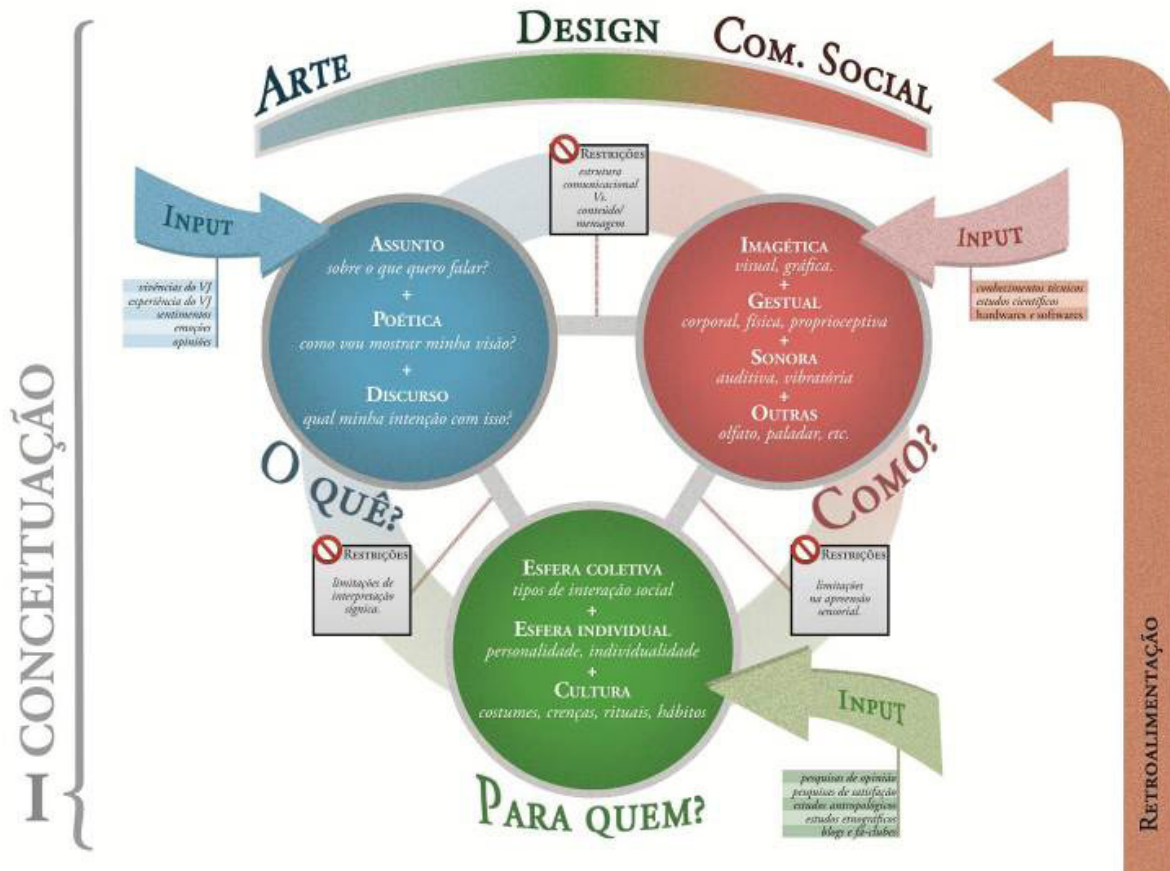 I CONCEITUAÇÃO
ARTE
DESIGN
COM. SOCIAL
INPUT
vivências do VJ
experiência do VJ
sentimentos
emoções
opiniões
ASSUNTO
sobre o que quero falar?
+
POÉTICA
como vou mostrar minha visão?
+
DISCURSO
qual minha intenção com isso?
O QUÊ?
RESTRIÇÕES
estrutura
comunicacional
Vs.
conteúdo/
mensagem
IMAGÉTICA
visual, gráfica.
+
GESTUAL
corporal, física, proprioceptiva
+
SONORA
auditiva, vibratória
+
OUTRAS
olfato, paladar, etc.
COMO?
INPUT
conhecimentos técnicos
estudos científicos
hardwares e softwares
RESTRIÇÕES
limitações de
interpretação
sígnica.
ESFERA COLETIVA
tipos de interação social
+
ESFERA INDIVIDUAL
personalidade, individualidade
+
CULTURA
costumes, crenças, rituais, hábitos
PARA QUEM?
RESTRIÇÕES
limitações
na apreensão
sensorial.
INPUT
pesquisas de opinião
pesquisas de satisfação
estudos antropológicos
estudos etnográficos
blogs e fã-clubes
RETROALIMENTAÇÃO